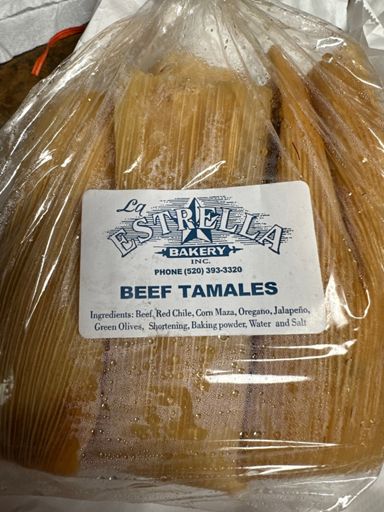 La
ESTRELLA
BAKERY
INC.
PHONE (520) 393-3320
BEEF TAMALES
Ingredients: Beef, Red Chile, Corn Maza, Oregano, Jalapeño,
Green Olives, Shortening, Baking powder, Water and Salt